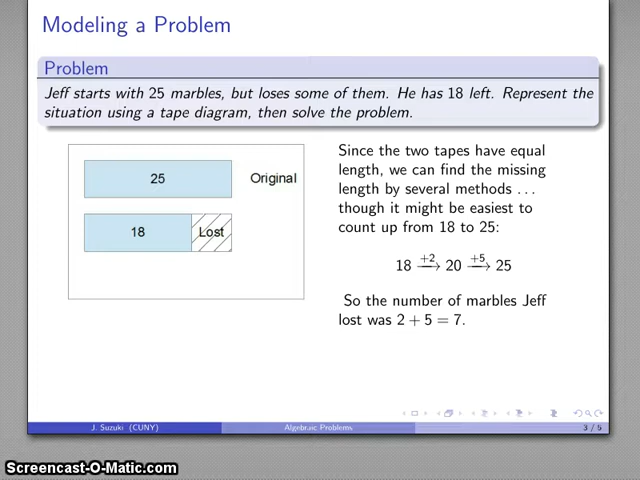 Modeling a Problem
Problem
Jeff starts with 25 marbles, but loses some of them. He has 18 left. Represent the
situation using a tape diagram, then solve the problem.
25
Original
18
Lost
Since the two tapes have equal
length, we can find the missing
length by several methods . . .
though it might be easiest to
count up from 18 to 25:
18 +2⟶ 20 +5⟶ 25
So the number of marbles Jeff
lost was 2 + 5 = 7.
J. Suzuki (CUNY)
Algebraic Problems
3 / 5
Screencast-O-Matic.com